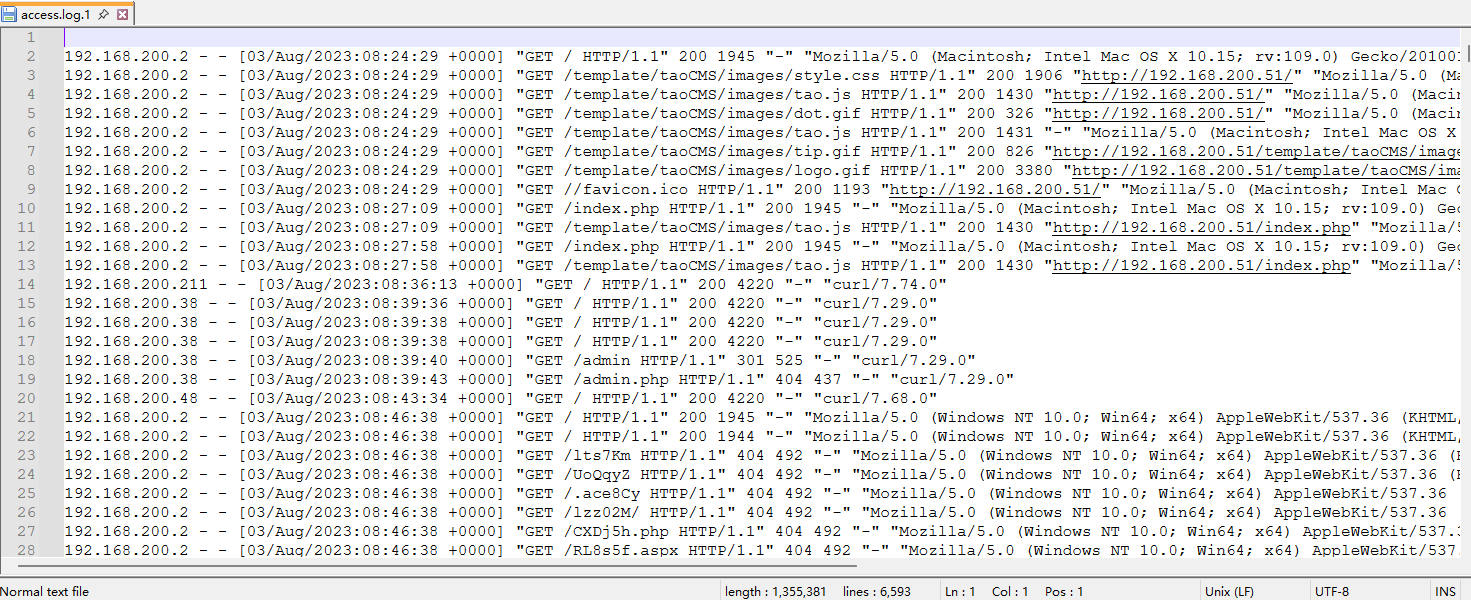 access.log.1
1
2 192.168.200.2 - - [03/Aug/2023:08:24:29 +0000] "GET / HTTP/1.1" 200 1945 "-" "Mozilla/5.0 (Macintosh; Intel Mac OS X 10.15; rv:109.0) Gecko/20100
3 192.168.200.2 - - [03/Aug/2023:08:24:29 +0000] "GET /template/taoCMS/images/style.css HTTP/1.1" 200 1906 "http://192.168.200.51/" "Mozilla/5.0 (Ma
4 192.168.200.2 - - [03/Aug/2023:08:24:29 +0000] "GET /template/taoCMS/images/tao.js HTTP/1.1" 200 1430 "http://192.168.200.51/" "Mozilla/5.0 (Macin
5 192.168.200.2 - - [03/Aug/2023:08:24:29 +0000] "GET /template/taoCMS/images/dot.gif HTTP/1.1" 200 326 "http://192.168.200.51/" "Mozilla/5.0 (Macin
6 192.168.200.2 - - [03/Aug/2023:08:24:29 +0000] "GET /template/taoCMS/images/tao.js HTTP/1.1" 200 1431 "-" "Mozilla/5.0 (Macintosh; Intel Mac OS X
7 192.168.200.2 - - [03/Aug/2023:08:24:29 +0000] "GET /template/taoCMS/images/tip.gif HTTP/1.1" 200 826 "http://192.168.200.51/template/taoCMS/image
8 192.168.200.2 - - [03/Aug/2023:08:24:29 +0000] "GET /template/taoCMS/images/logo.gif HTTP/1.1" 200 3380 "http://192.168.200.51/template/taoCMS/ima
9 192.168.200.2 - - [03/Aug/2023:08:24:29 +0000] "GET //favicon.ico HTTP/1.1" 200 1193 "http://192.168.200.51/" "Mozilla/5.0 (Macintosh; Intel Mac O
10 192.168.200.2 - - [03/Aug/2023:08:27:09 +0000] "GET /index.php HTTP/1.1" 200 1945 "-" "Mozilla/5.0 (Macintosh; Intel Mac OS X 10.15; rv:109.0) Gec
11 192.168.200.2 - - [03/Aug/2023:08:27:09 +0000] "GET /template/taoCMS/images/tao.js HTTP/1.1" 200 1430 "http://192.168.200.51/index.php" "Mozilla/5
12 192.168.200.2 - - [03/Aug/2023:08:27:58 +0000] "GET /index.php HTTP/1.1" 200 1945 "-" "Mozilla/5.0 (Macintosh; Intel Mac OS X 10.15; rv:109.0) Gec
13 192.168.200.2 - - [03/Aug/2023:08:27:58 +0000] "GET /template/taoCMS/images/tao.js HTTP/1.1" 200 1430 "http://192.168.200.51/index.php" "Mozilla/5
14 192.168.200.211 - - [03/Aug/2023:08:36:13 +0000] "GET / HTTP/1.1" 200 4220 "-" "curl/7.74.0"
15 192.168.200.38 - - [03/Aug/2023:08:39:36 +0000] "GET / HTTP/1.1" 200 4220 "-" "curl/7.29.0"
16 192.168.200.38 - - [03/Aug/2023:08:39:38 +0000] "GET / HTTP/1.1" 200 4220 "-" "curl/7.29.0"
17 192.168.200.38 - - [03/Aug/2023:08:39:38 +0000] "GET / HTTP/1.1" 200 4220 "-" "curl/7.29.0"
18 192.168.200.38 - - [03/Aug/2023:08:39:40 +0000] "GET /admin HTTP/1.1" 301 525 "-" "curl/7.29.0"
19 192.168.200.38 - - [03/Aug/2023:08:39:43 +0000] "GET /admin.php HTTP/1.1" 404 437 "-" "curl/7.29.0"
20 192.168.200.48 - - [03/Aug/2023:08:43:34 +0000] "GET / HTTP/1.1" 200 4220 "-" "curl/7.68.0"
21 192.168.200.2 - - [03/Aug/2023:08:46:38 +0000] "GET / HTTP/1.1" 200 1945 "-" "Mozilla/5.0 (Windows NT 10.0; Win64; x64) AppleWebKit/537.36 (KHTML,
22 192.168.200.2 - - [03/Aug/2023:08:46:38 +0000] "GET / HTTP/1.1" 200 1944 "-" "Mozilla/5.0 (Windows NT 10.0; Win64; x64) AppleWebKit/537.36 (KHTML,
23 192.168.200.2 - - [03/Aug/2023:08:46:38 +0000] "GET /lts7Km HTTP/1.1" 404 492 "-" "Mozilla/5.0 (Windows NT 10.0; Win64; x64) AppleWebKit/537.36 (K
24 192.168.200.2 - - [03/Aug/2023:08:46:38 +0000] "GET /UoQqyZ HTTP/1.1" 404 492 "-" "Mozilla/5.0 (Windows NT 10.0; Win64; x64) AppleWebKit/537.36 (K
25 192.168.200.2 - - [03/Aug/2023:08:46:38 +0000] "GET /.ace8Cy HTTP/1.1" 404 492 "-" "Mozilla/5.0 (Windows NT 10.0; Win64; x64) AppleWebKit/537.36
26 192.168.200.2 - - [03/Aug/2023:08:46:38 +0000] "GET /lzz02M/ HTTP/1.1" 404 492 "-" "Mozilla/5.0 (Windows NT 10.0; Win64; x64) AppleWebKit/537.36
27 192.168.200.2 - - [03/Aug/2023:08:46:38 +0000] "GET /CXDj5h.php HTTP/1.1" 404 492 "-" "Mozilla/5.0 (Windows NT 10.0; Win64; x64) AppleWebKit/537.3
28 192.168.200.2 - - [03/Aug/2023:08:46:38 +0000] "GET /RL8s5f.aspx HTTP/1.1" 404 492 "-" "Mozilla/5.0 (Windows NT 10.0; Win64; x64) AppleWebKit/537.
Normal text file length : 1,355,381 lines : 6,593 Ln : 1 Col : 1 Pos : 1 Unix (LF) UTF-8 INS